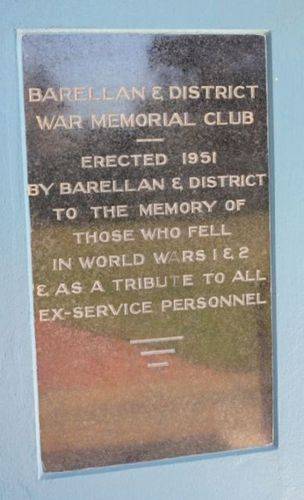 BARELLAN & DISTRICT
WAR MEMORIAL CLUB
ERECTED 1951
BY BARELLAN & DISTRICT
TO THE MEMORY OF
THOSE WHO FELL
IN WORLD WARS 1 & 2
& AS A TRIBUTE TO ALL
EX-SERVICE PERSONNEL